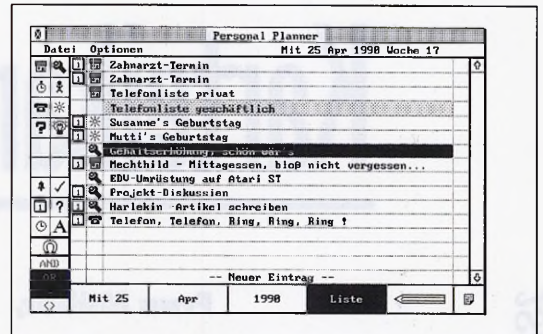 Personal Planner
Datei Optionen Mit 25 Apr 1990 Woche 17
Zahnarzt-Termin
Zahnarzt-Termin
Telefonliste privat
Telefonliste geschäftlich
Susanne's Geburtstag
Mutti's Geburtstag
Gehaltserhöhung, schön wär's
Mechthild - Mittagessen, bloß nicht vergessen...
EDV-Umrüstung auf Atari ST
Projekt-Diskussion
Harlekin-Artikel schreiben
Telefon, Telefon, Ring, Ring, Ring !
AND
OR
-- Neuer Eintrag --
Mit 25 Apr 1990 Liste